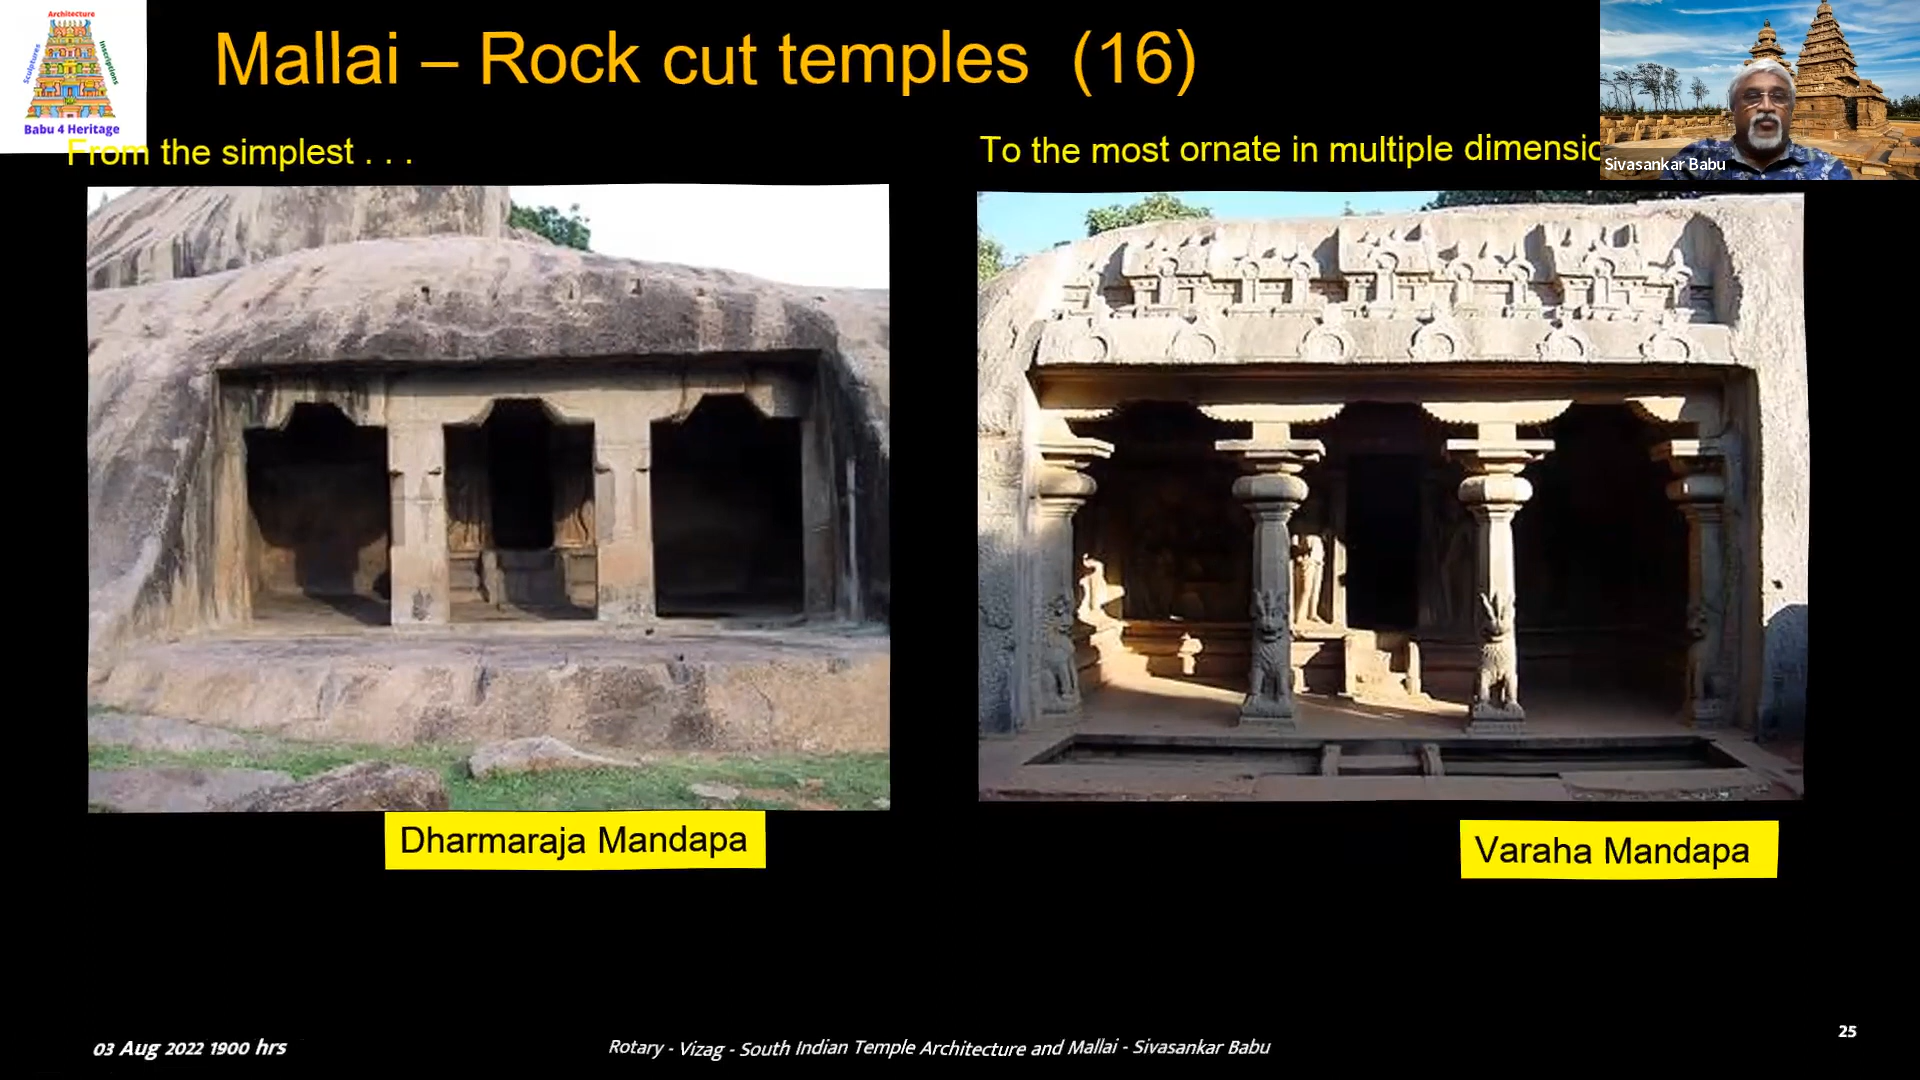 Architecture
Sculptures
Inscriptions
Babu 4 Heritage
Mallai – Rock cut temples (16)
From the simplest . . .
To the most ornate in multiple dimensio
Sivasankar Babu
Dharmaraja Mandapa
Varaha Mandapa
03 Aug 2022 1900 hrs
Rotary - Vizag - South Indian Temple Architecture and Mallai - Sivasankar Babu
25